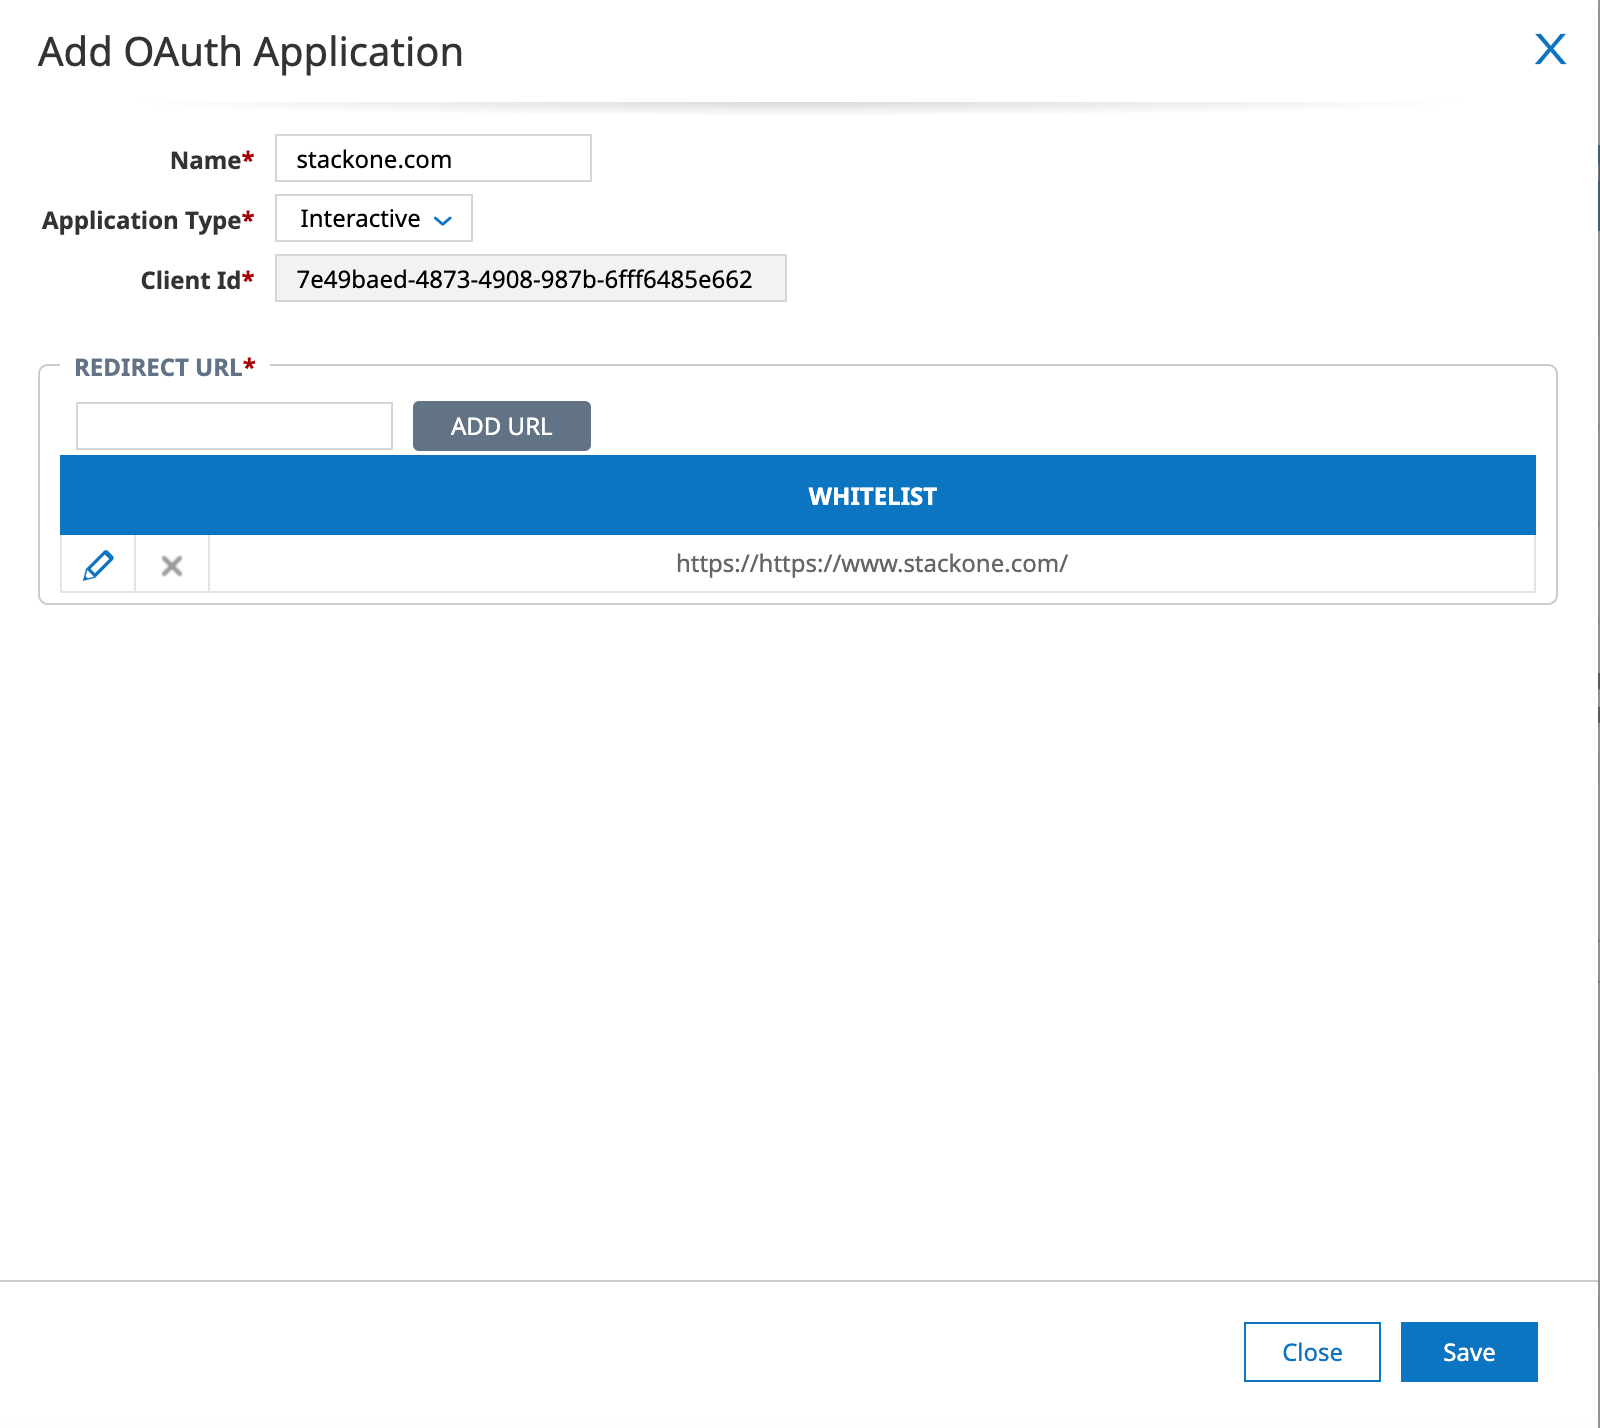 Add OAuth Application
Name* stackone.com
Application Type* Interactive
Client Id* 7e49baed-4873-4908-987b-6fff6485e662
REDIRECT URL*
ADD URL
WHITELIST
https://https://www.stackone.com/
Close Save